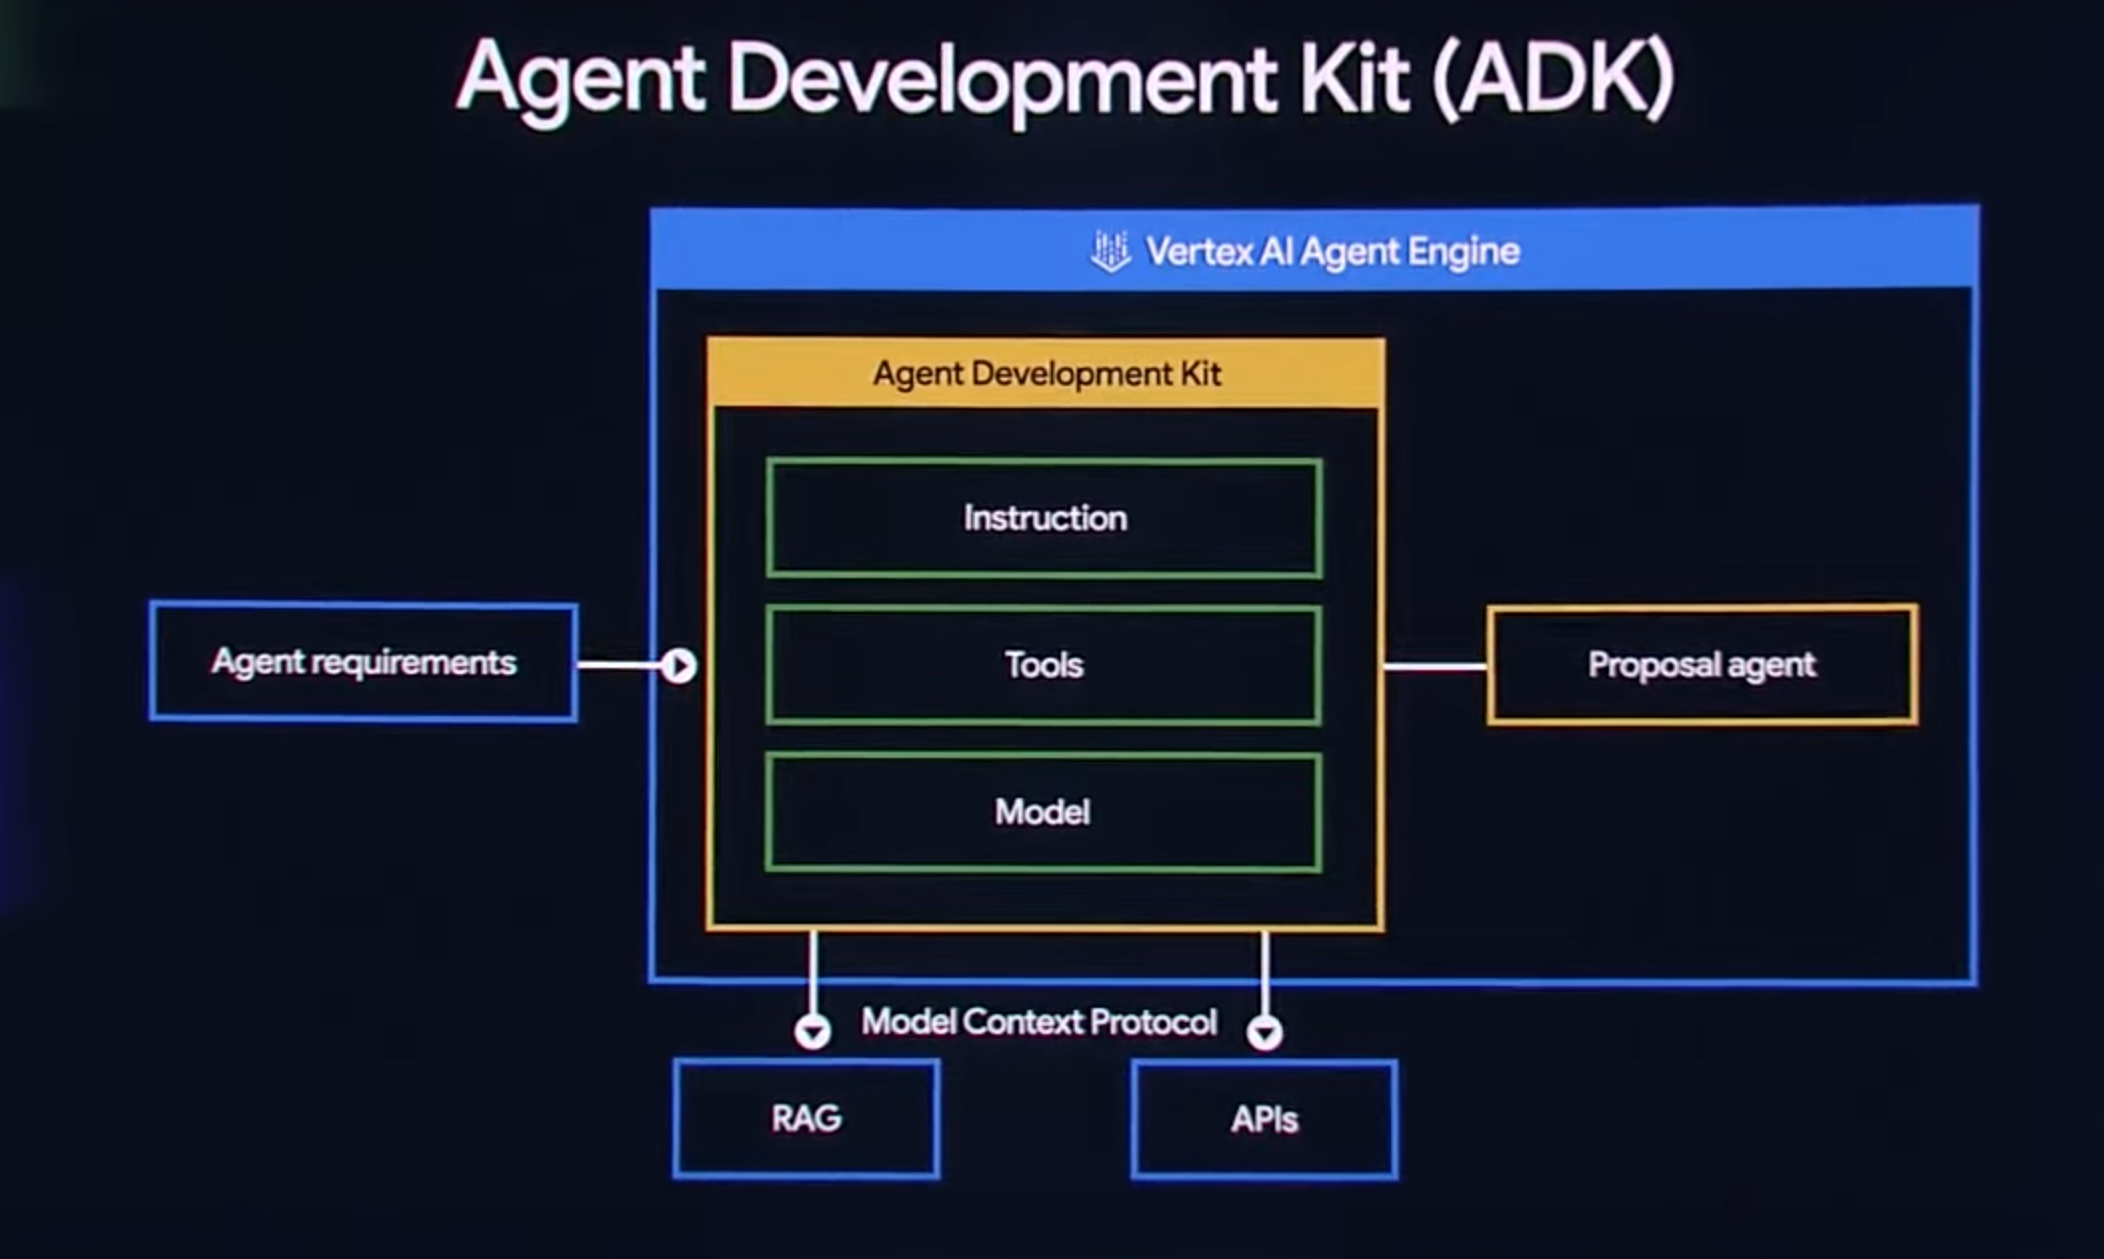 Agent Development Kit (ADK)
Vertex AI Agent Engine
Agent Development Kit
Instruction
Agent requirements
Tools
Proposal agent
Model
Model Context Protocol
RAG
APIs